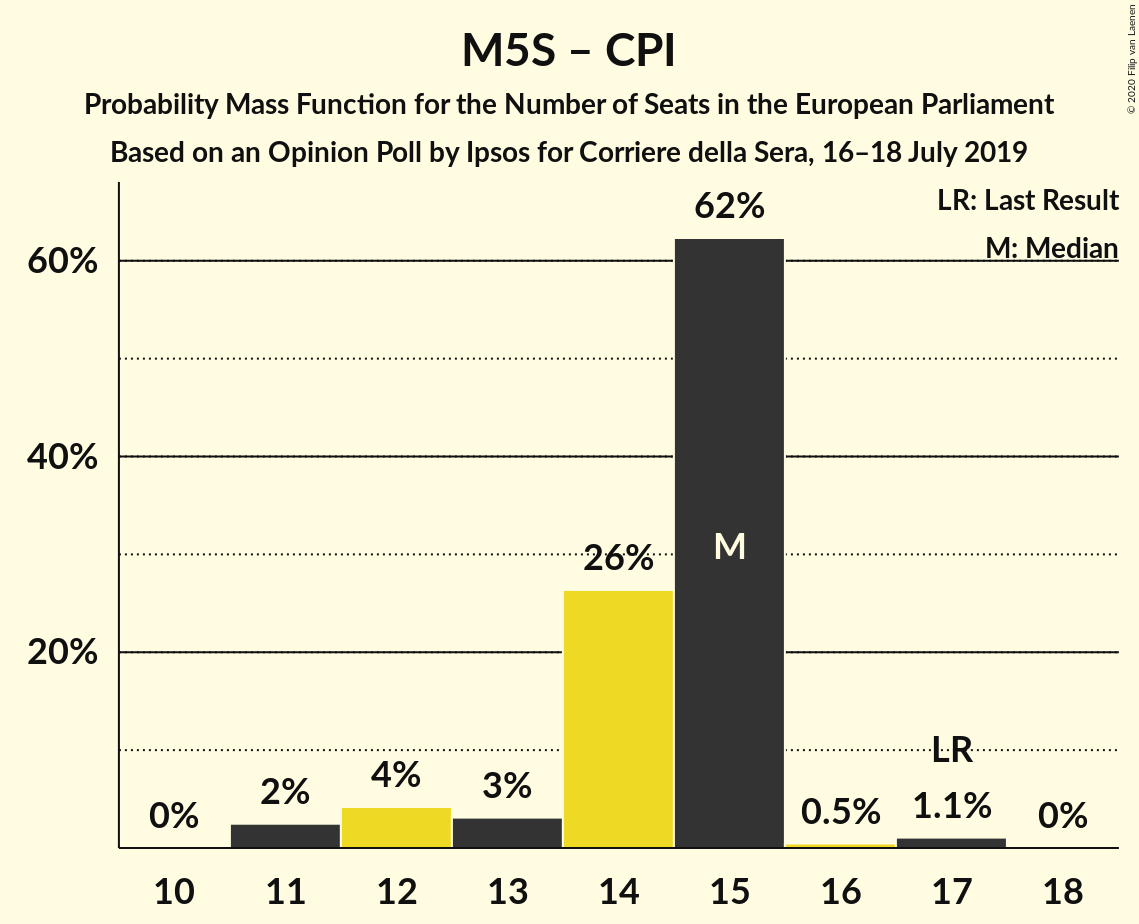 M5S – CPI
Probability Mass Function for the Number of Seats in the European Parliament
Based on an Opinion Poll by Ipsos for Corriere della Sera, 16–18 July 2019
© 2020 Filip van Laenen
LR: Last Result
M: Median
60%
40%
20%
0%
2%
4%
3%
26%
62%
M
0.5%
LR
1.1%
0%
10 11 12 13 14 15 16 17 18